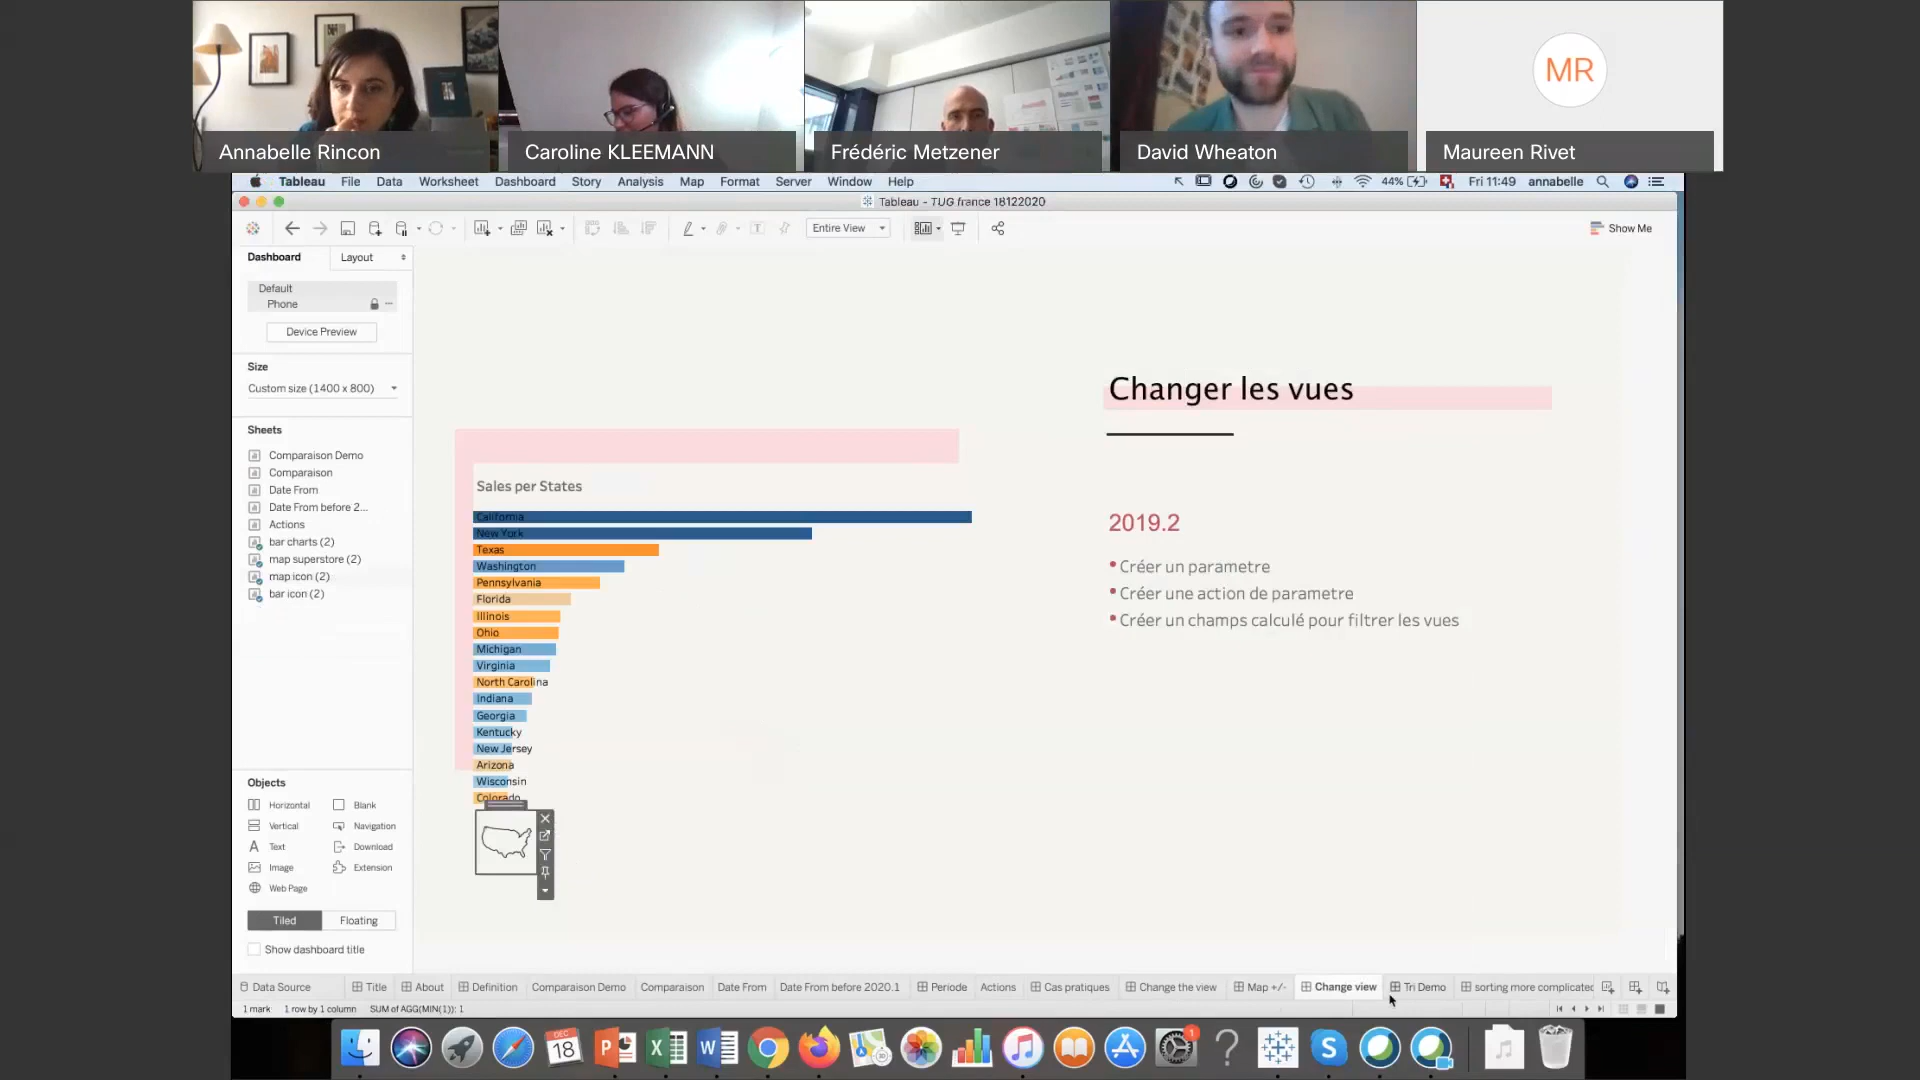 MR
Annabelle Rincon
Caroline KLEEMANN
Frédéric Metzener
David Wheaton
Maureen Rivet
Tableau File Data Worksheet Dashboard Story Analysis Map Format Server Window Help
44% Fri 11:49 annabelle
Tableau - TUG france 18122020
Entire View
Show Me
Dashboard Layout
Default
Phone
Device Preview
Size
Custom size (1400 x 800)
Sheets
Comparaison Demo
Comparaison
Date From
Date From before 2...
Actions
bar charts (2)
map superstore (2)
map icon (2)
bar icon (2)
Objects
Horizontal Blank
Vertical Navigation
Text Download
Image Extension
Web Page
Tiled Floating
Show dashboard title
Sales per States
California
New York
Texas
Washington
Pennsylvania
Florida
Illinois
Ohio
Michigan
Virginia
North Carolina
Indiana
Georgia
Kentucky
New Jersey
Arizona
Wisconsin
Colorado
Changer les vues
2019.2
• Créer un parametre
• Créer une action de parametre
• Créer un champs calculé pour filtrer les vues
Data Source Title About Definition Comparaison Demo Comparaison Date From Date From before 2020.1 Periode Actions Cas pratiques Change the view Map +/- Change view Tri Demo sorting more complicated
1 mark 1 row by 1 column SUM of AGG(MIN(1)): 1
DEC
18
1